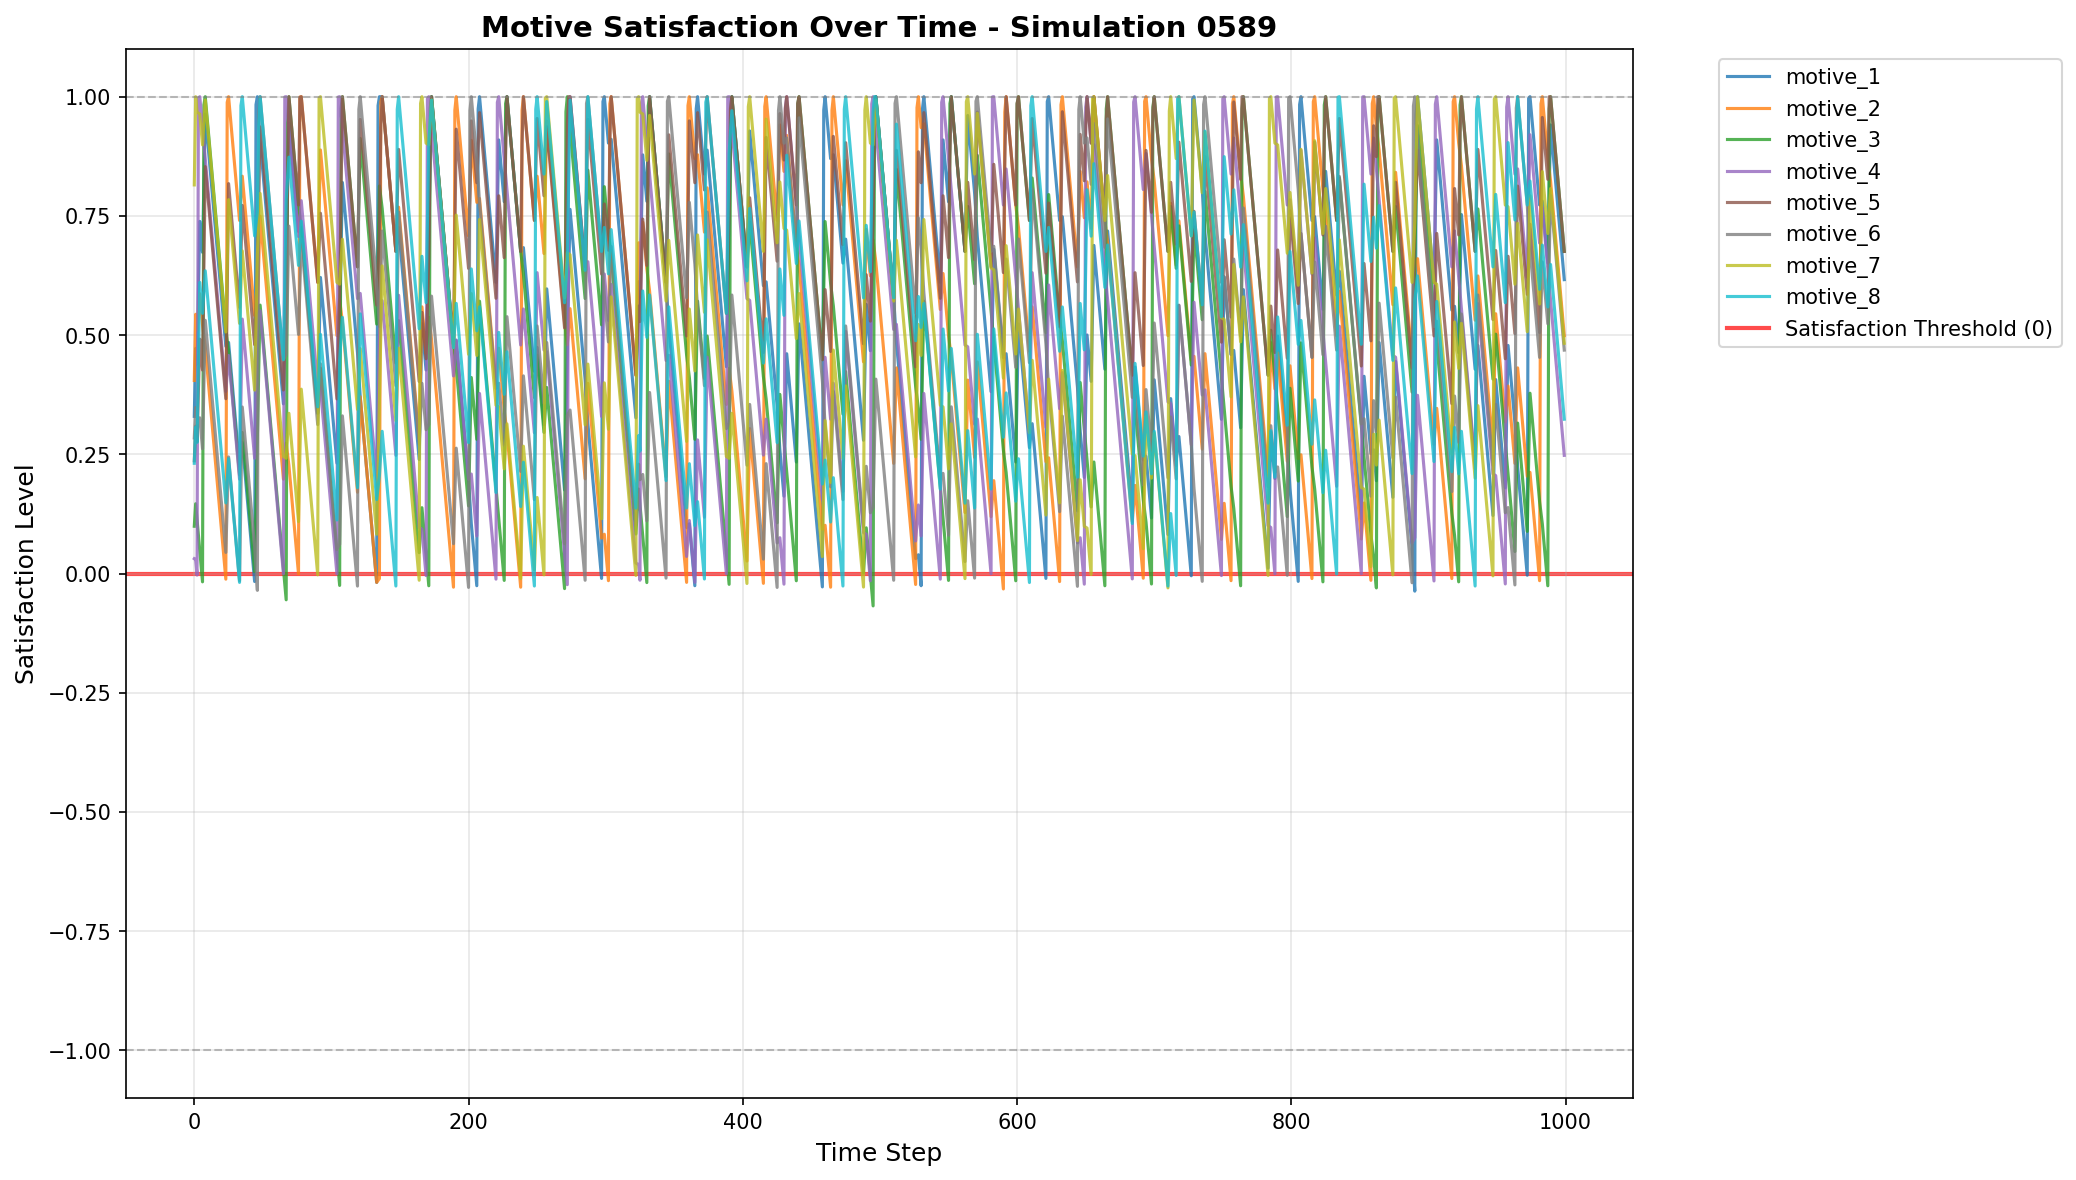 Motive Satisfaction Over Time - Simulation 0589
1.00
0.75
0.50
0.25
0.00
−0.25
−0.50
−0.75
−1.00
Satisfaction Level
0
200
400
600
800
1000
Time Step
motive_1
motive_2
motive_3
motive_4
motive_5
motive_6
motive_7
motive_8
Satisfaction Threshold (0)